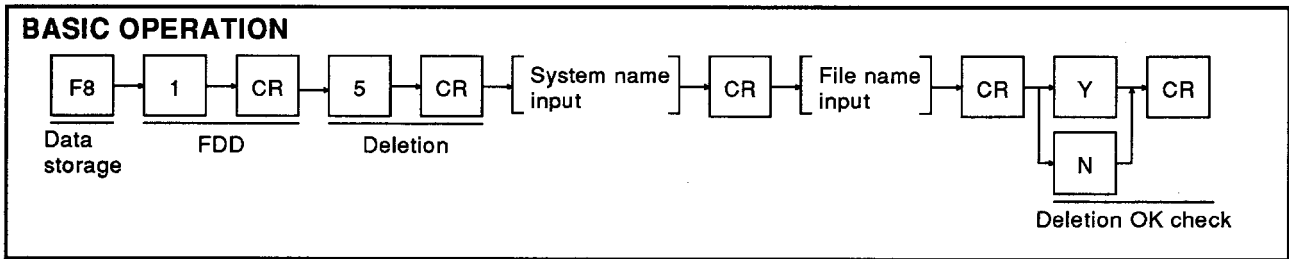 BASIC OPERATION
F8 1 CR 5 CR System name input CR File name input CR Y CR
N
Data storage FDD Deletion
Deletion OK check